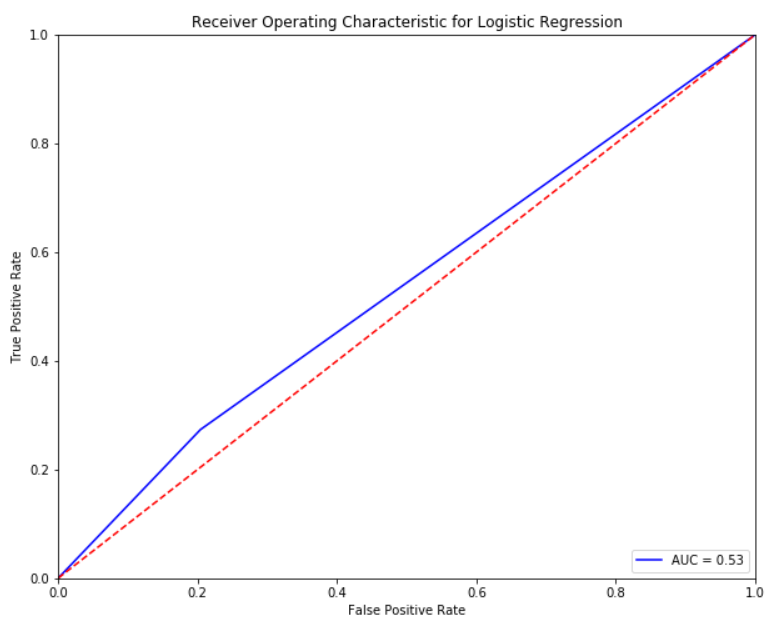 Receiver Operating Characteristic for Logistic Regression
1.0
0.8
0.6
0.4
0.2
0.0
True Positive Rate
AUC = 0.53
0.0 0.2 0.4 0.6 0.8 1.0
False Positive Rate